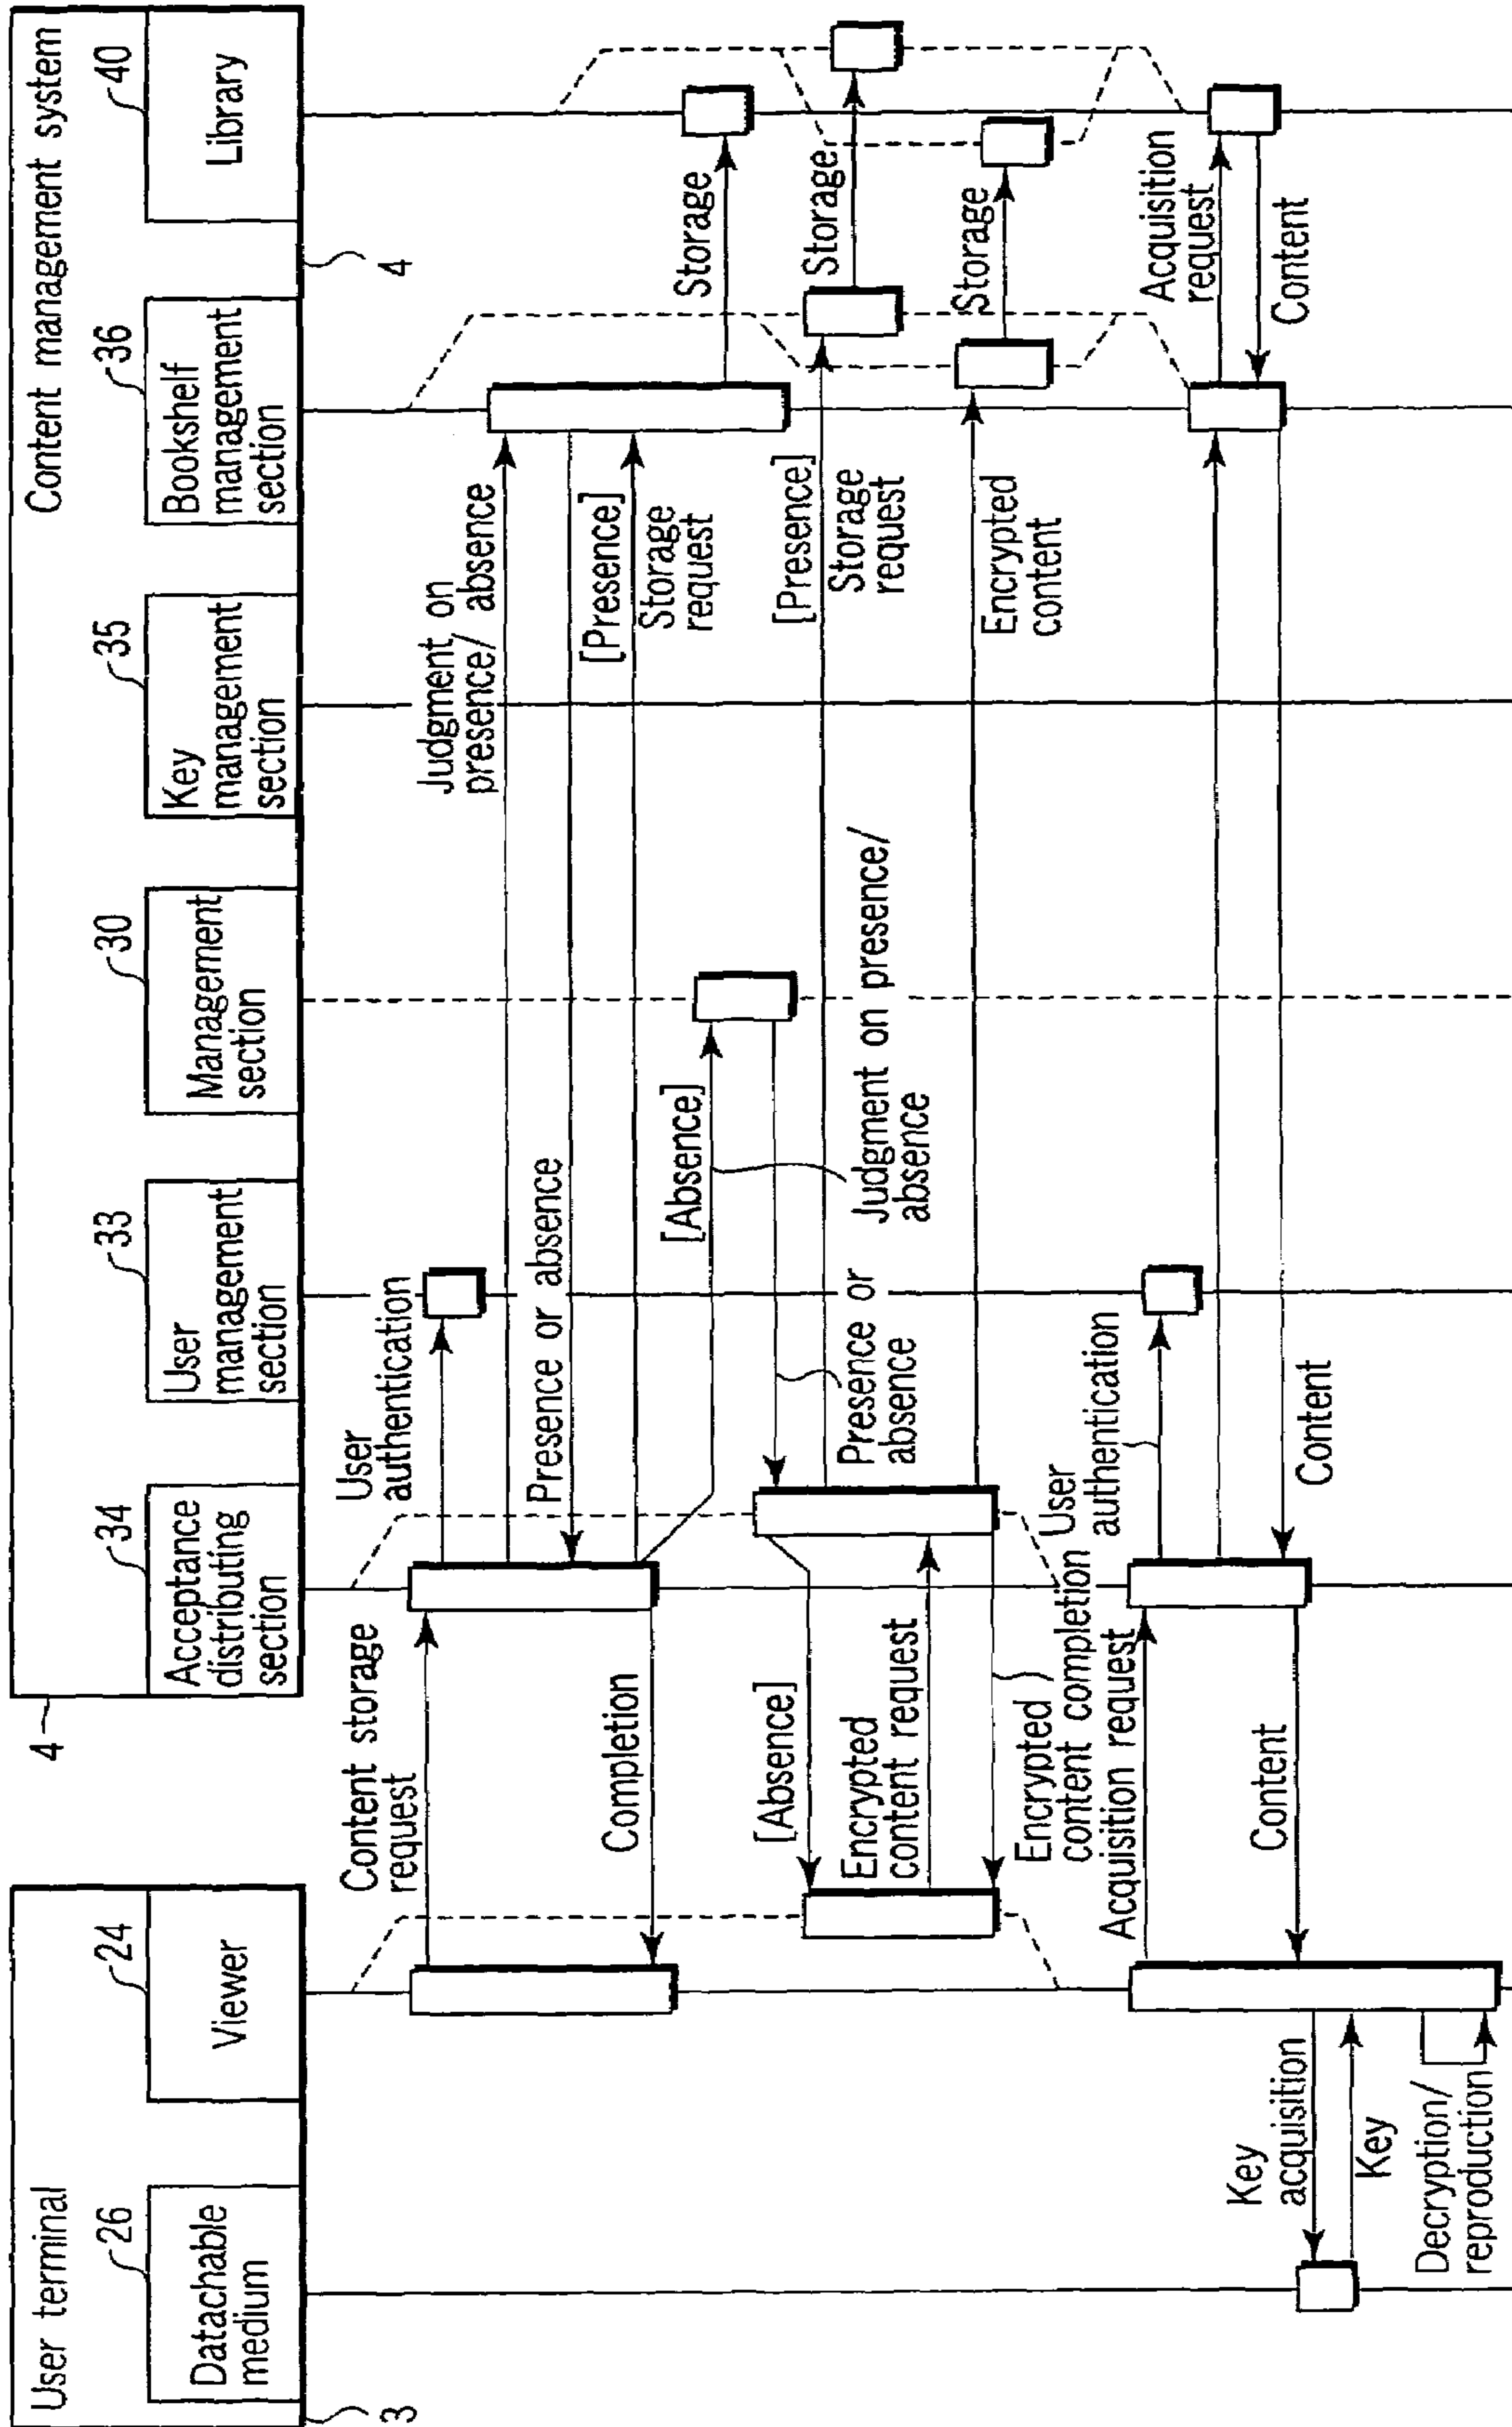 User terminal
3
26
Datachable
medium
24
Viewer
Content management system
4
4
34
Acceptance
distributing
section
33
User
management
section
30
Management
section
35
Key
management
section
36
Bookshelf
management
section
40
Library
Content storage
request
User
authentication
Judgment on
presence/ absence
Presence or absence
[Presence]
Storage
request
Storage
Completion
[Absence]
Judgment on presence/
absence
Presence or
absence
[Presence]
Storage
request
Storage
[Absence]
Encrypted
content request
Encrypted
content
Storage
Encrypted
content completion
Acquisition request
User
authentication
Acquisition
request
Content
Content
Content
Key
acquisition
Key
Decryption/
reproduction